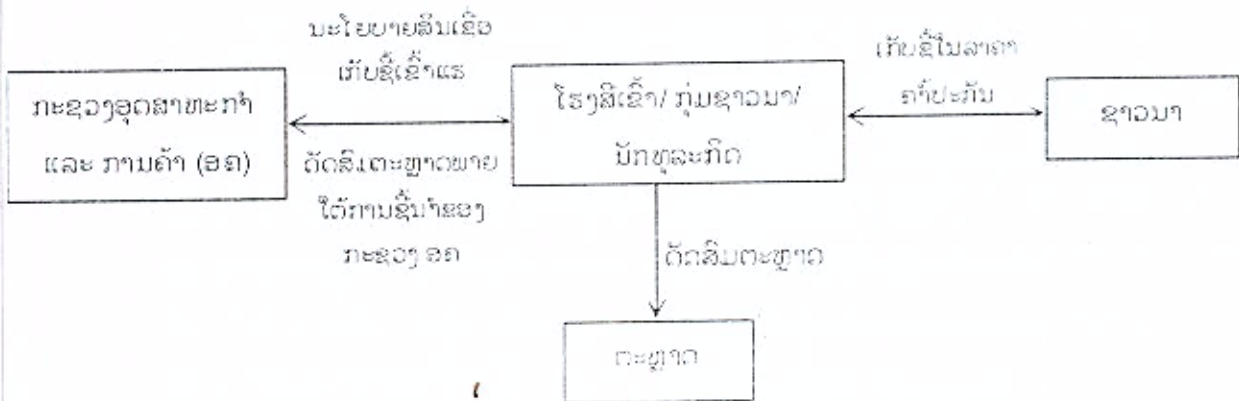 ນະໂຍບາຍສິນເຊື່ອ
ເກັບຊື້ເຂົ້າແຮ
ກະຊວງອຸດສາຫະກຳ
ແລະ ການຄ້າ (ອຄ)
ດັດສົມຕະຫຼາດພາຍ
ໃຕ້ການຊີ້ນຳຂອງ
ກະຊວງ ອຄ
ໂຮງສີເຂົ້າ/ ກຸ່ມຊາວນາ/
ນັກທຸລະກິດ
ເກັບຊື້ໃນລາຄາ
ຄ້ຳປະກັນ
ຊາວນາ
ດັດສົມຕະຫຼາດ
ຕະຫຼາດ